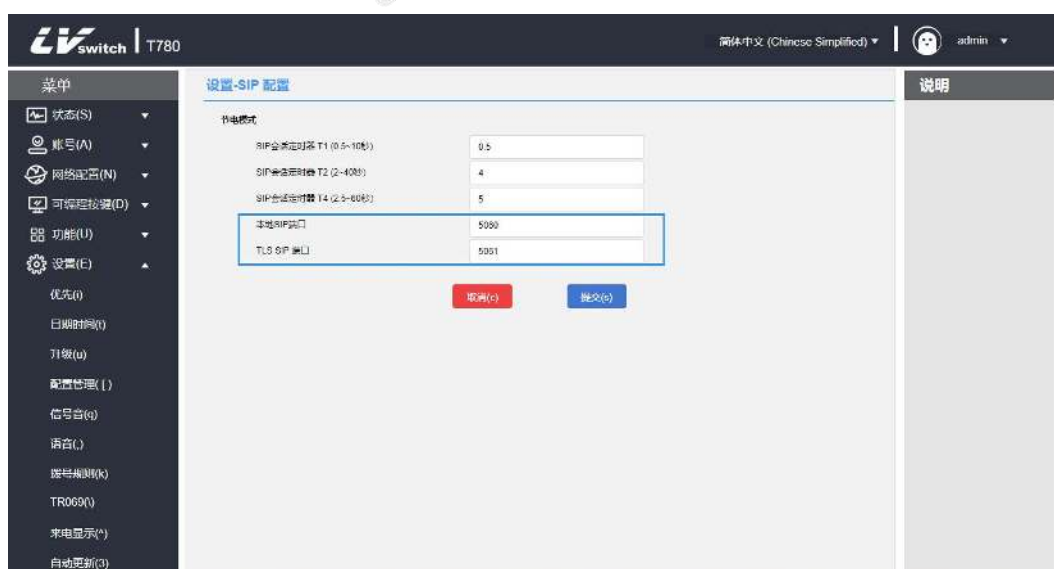 LVswitch | T780
简体中文 (Chinese Simplified) ▾
admin ▾
菜单
设置-SIP 配置
说明
状态(S)
账号(A)
网络配置(N)
可编程按键(D)
功能(U)
设置(E)
优先(i)
日期时间(t)
升级(u)
配置管理([)
信号音(q)
语音(,)
拨号规则(k)
TR069(\)
来电显示(^)
自动更新(3)
节电模式
SIP会话定时器 T1 (0.5~10秒)
0.5
SIP会话定时器 T2 (2~40秒)
4
SIP会话定时器 T4 (2.5~60秒)
5
本地SIP端口
5060
TLS SIP 端口
5061
取消(c)
提交(s)